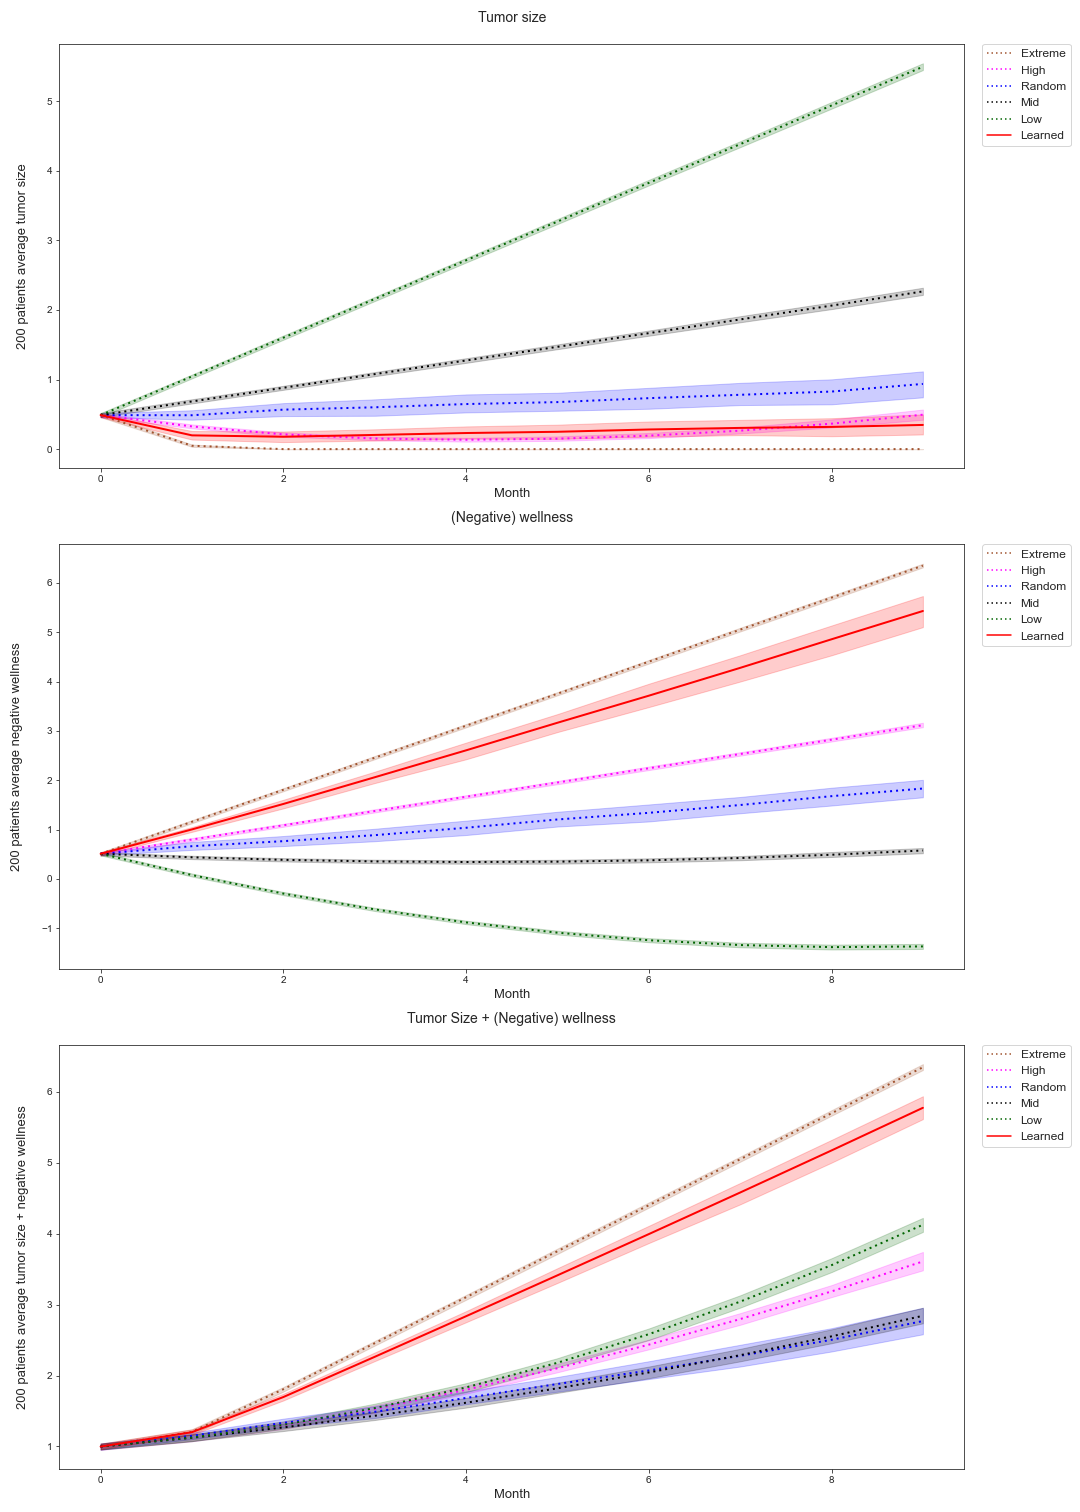 Tumor size
200 patients average tumor size
5
4
3
2
1
0
0 2 4 6 8
Month
Extreme
High
Random
Mid
Low
Learned
(Negative) wellness
200 patients average negative wellness
6
5
4
3
2
1
0
−1
0 2 4 6 8
Month
Extreme
High
Random
Mid
Low
Learned
Tumor Size + (Negative) wellness
200 patients average tumor size + negative wellness
6
5
4
3
2
1
0 2 4 6 8
Month
Extreme
High
Random
Mid
Low
Learned